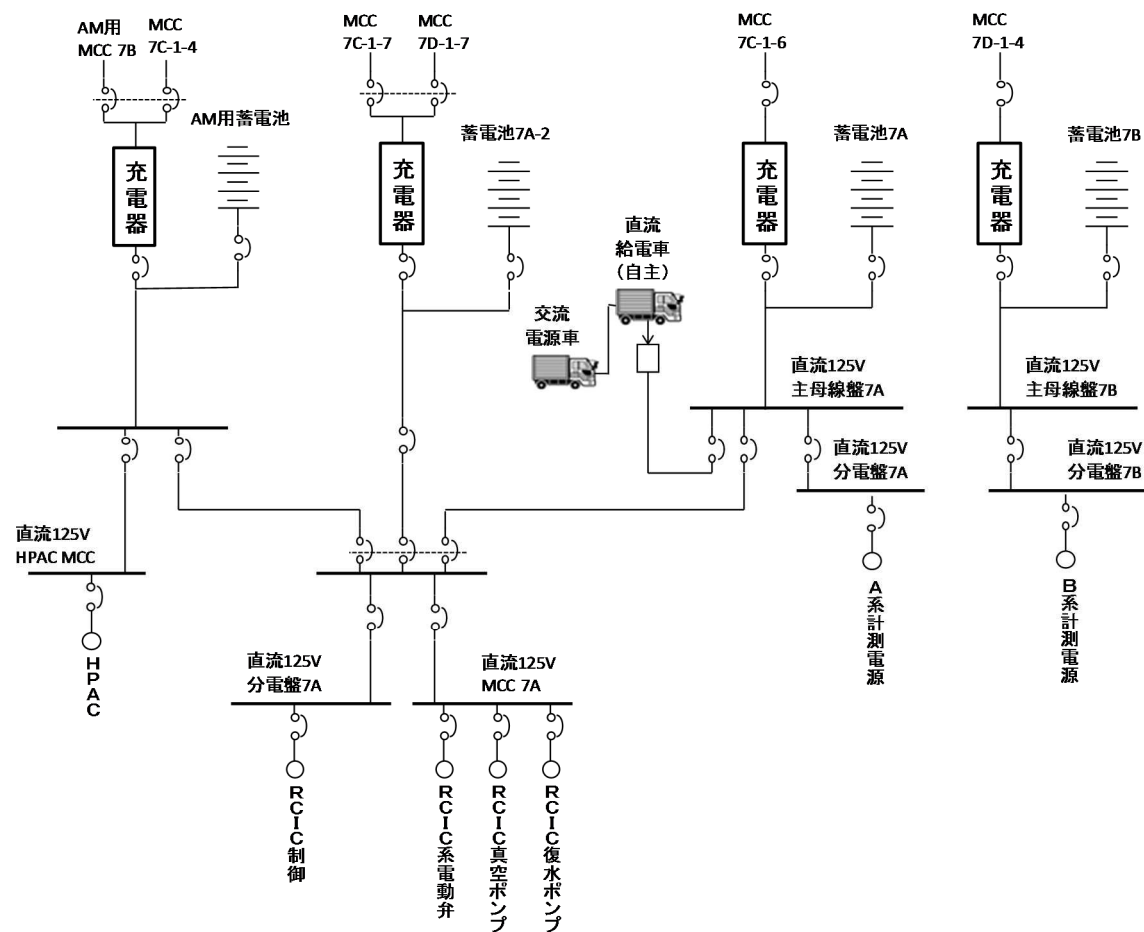 AM用
MCC 7B
MCC
7C-1-4
MCC
7C-1-7
MCC
7D-1-7
MCC
7C-1-6
MCC
7D-1-4
AM用蓄電池
蓄電池7A-2
蓄電池7A
蓄電池7B
充電器
充電器
充電器
充電器
直流
給電車
（自主）
交流
電源車
直流125V
主母線盤7A
直流125V
主母線盤7B
直流125V
分電盤7A
直流125V
分電盤7B
直流125V
HPAC MCC
HPAC
A系計測電源
B系計測電源
直流125V
分電盤7A
直流125V
MCC 7A
RCIC制御
RCIC系電動弁
RCIC真空ポンプ
RCIC復水ポンプ